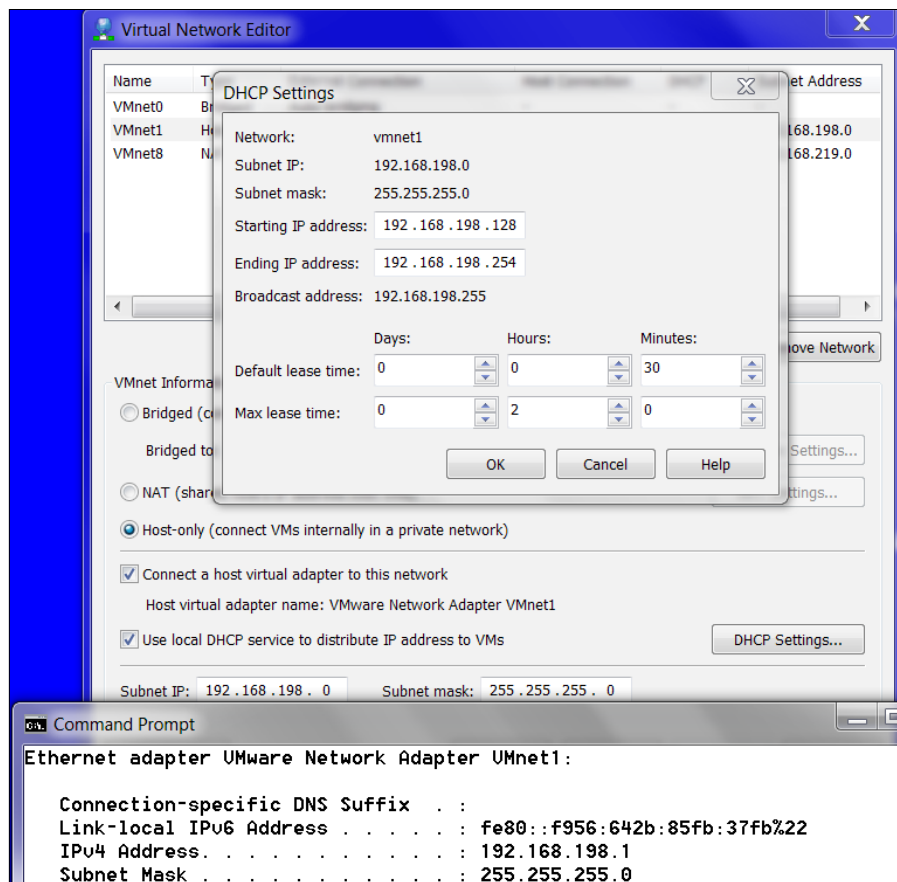 Virtual Network Editor
X
Name
VMnet0
VMnet1
168.198.0
VMnet8
168.219.0
DHCP Settings
Network: vmnet1
Subnet IP: 192.168.198.0
Subnet mask: 255.255.255.0
Starting IP address: 192 . 168 . 198 . 128
Ending IP address: 192 . 168 . 198 . 254
Broadcast address: 192.168.198.255
Days: Hours: Minutes:
Default lease time: 0 0 30
Max lease time: 0 2 0
OK Cancel Help
ove Network
VMnet Informa
Bridged (co
Bridged to
Settings...
NAT (share
ttings...
Host-only (connect VMs internally in a private network)
Connect a host virtual adapter to this network
Host virtual adapter name: VMware Network Adapter VMnet1
Use local DHCP service to distribute IP address to VMs DHCP Settings...
Subnet IP: 192 . 168 . 198 . 0 Subnet mask: 255 . 255 . 255 . 0
C:\. Command Prompt
Ethernet adapter VMware Network Adapter VMnet1:
Connection-specific DNS Suffix . :
Link-local IPv6 Address . . . . . : fe80::f956:642b:85fb:37fb%22
IPv4 Address. . . . . . . . . . . : 192.168.198.1
Subnet Mask . . . . . . . . . . . : 255.255.255.0